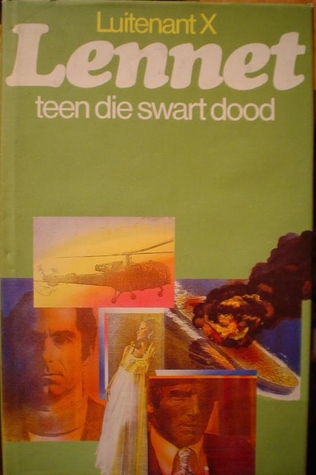 Luitenant X
Lennet
teen die swart dood